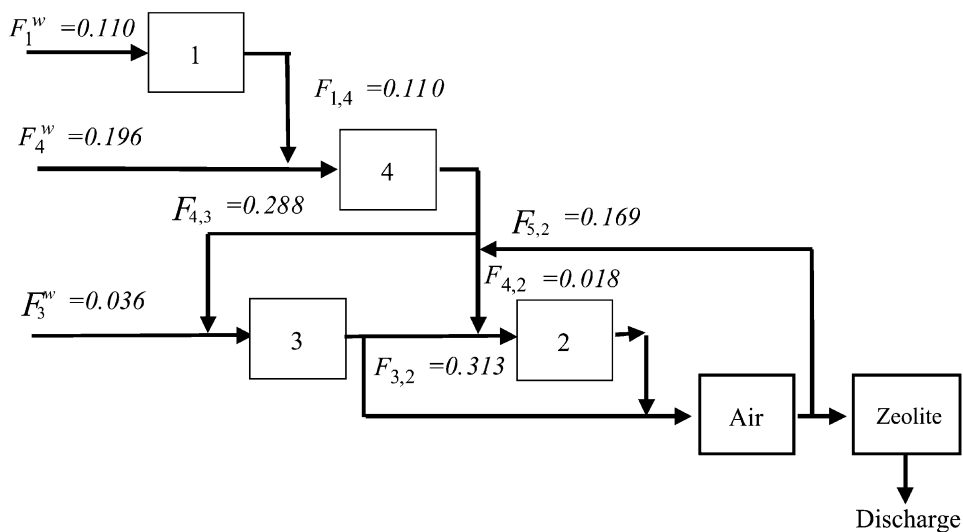 F₁ʷ =0.110
1
F₁,₄ =0.110
F₄ʷ =0.196
4
F₄,₃ =0.288
F₅,₂ =0.169
F₄,₂ =0.018
F₃ʷ =0.036
3
2
F₃,₂ =0.313
Air
Zeolite
Discharge